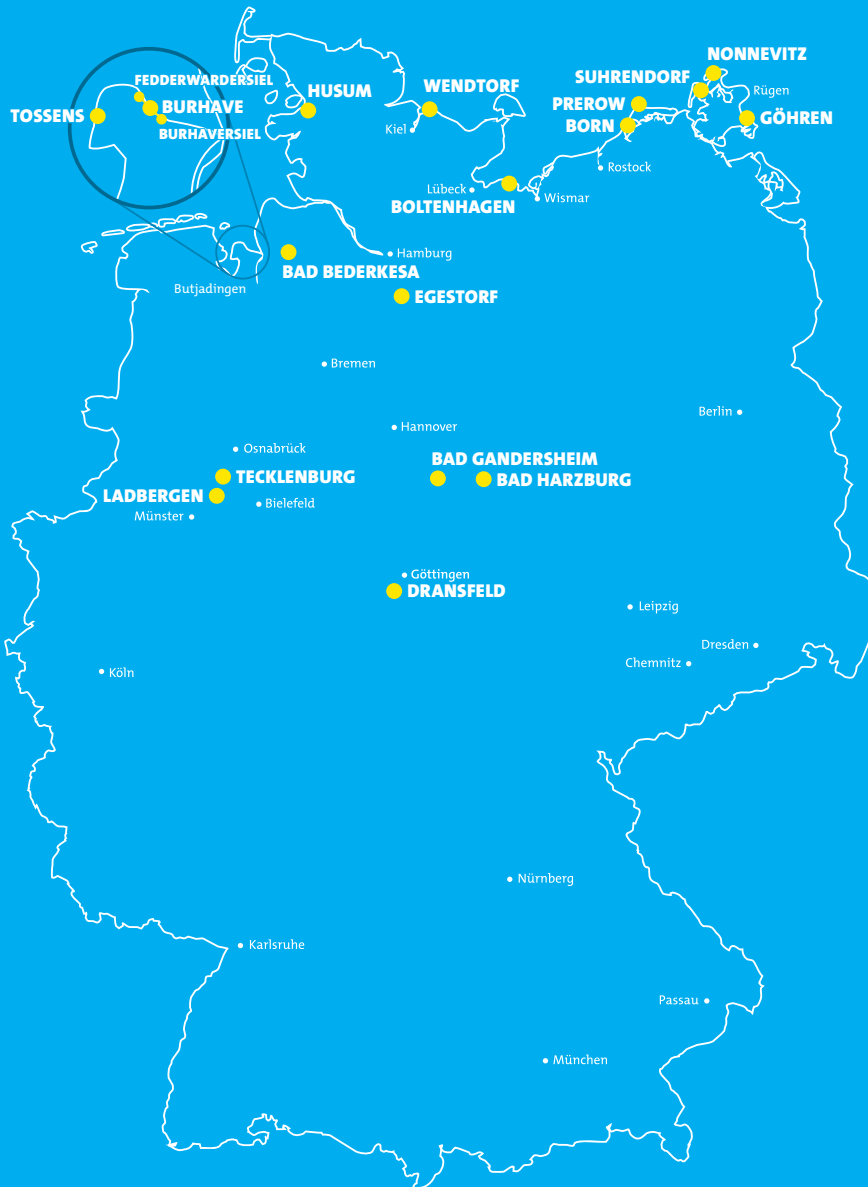 NONNEVITZ
SUHRENDORF
FEDDERWARDERSIEL
HUSUM
WENDTORF
Rügen
PREROW
TOSSENS
BURHAVE
GÖHREN
BORN
Kiel
BURHAVERSIEL
Rostock
Lübeck
Wismar
BOLTENHAGEN
Hamburg
BAD BEDERKESA
Butjadingen
EGESTORF
Bremen
Berlin
Hannover
Osnabrück
BAD GANDERSHEIM
TECKLENBURG
BAD HARZBURG
LADBERGEN
Bielefeld
Münster
Göttingen
DRANSFELD
Leipzig
Dresden
Chemnitz
Köln
Nürnberg
Karlsruhe
Passau
München